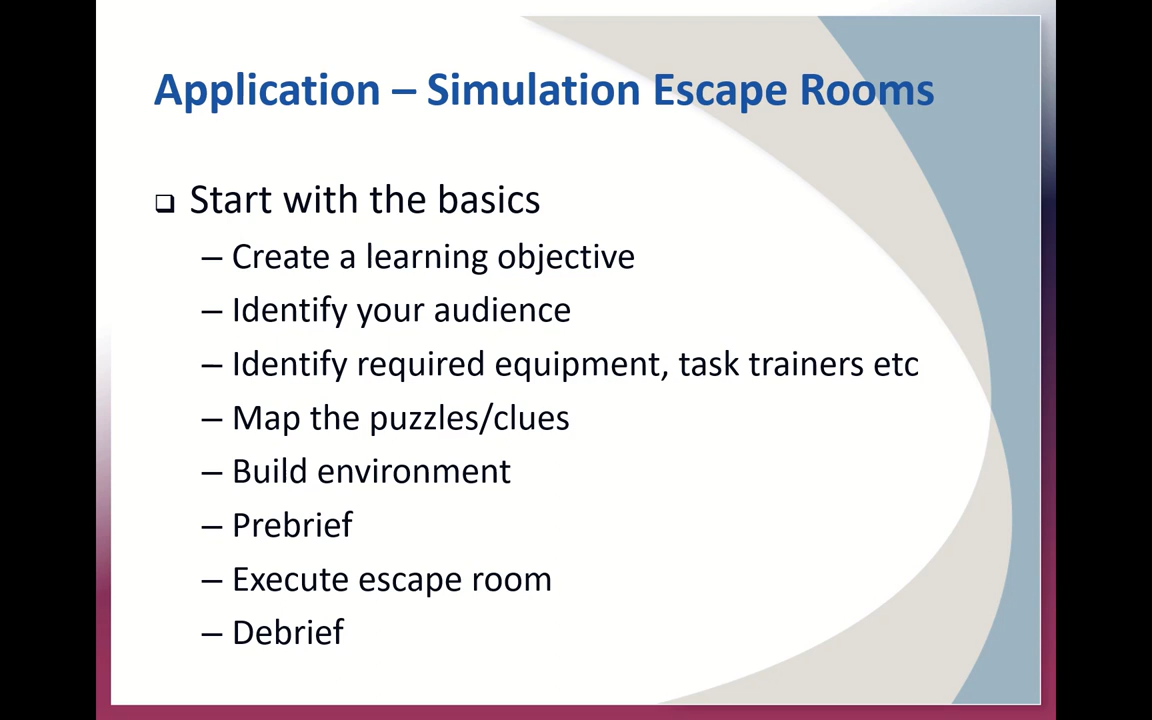 Application – Simulation Escape Rooms
❑ Start with the basics
– Create a learning objective
– Identify your audience
– Identify required equipment, task trainers etc
– Map the puzzles/clues
– Build environment
– Prebrief
– Execute escape room
– Debrief